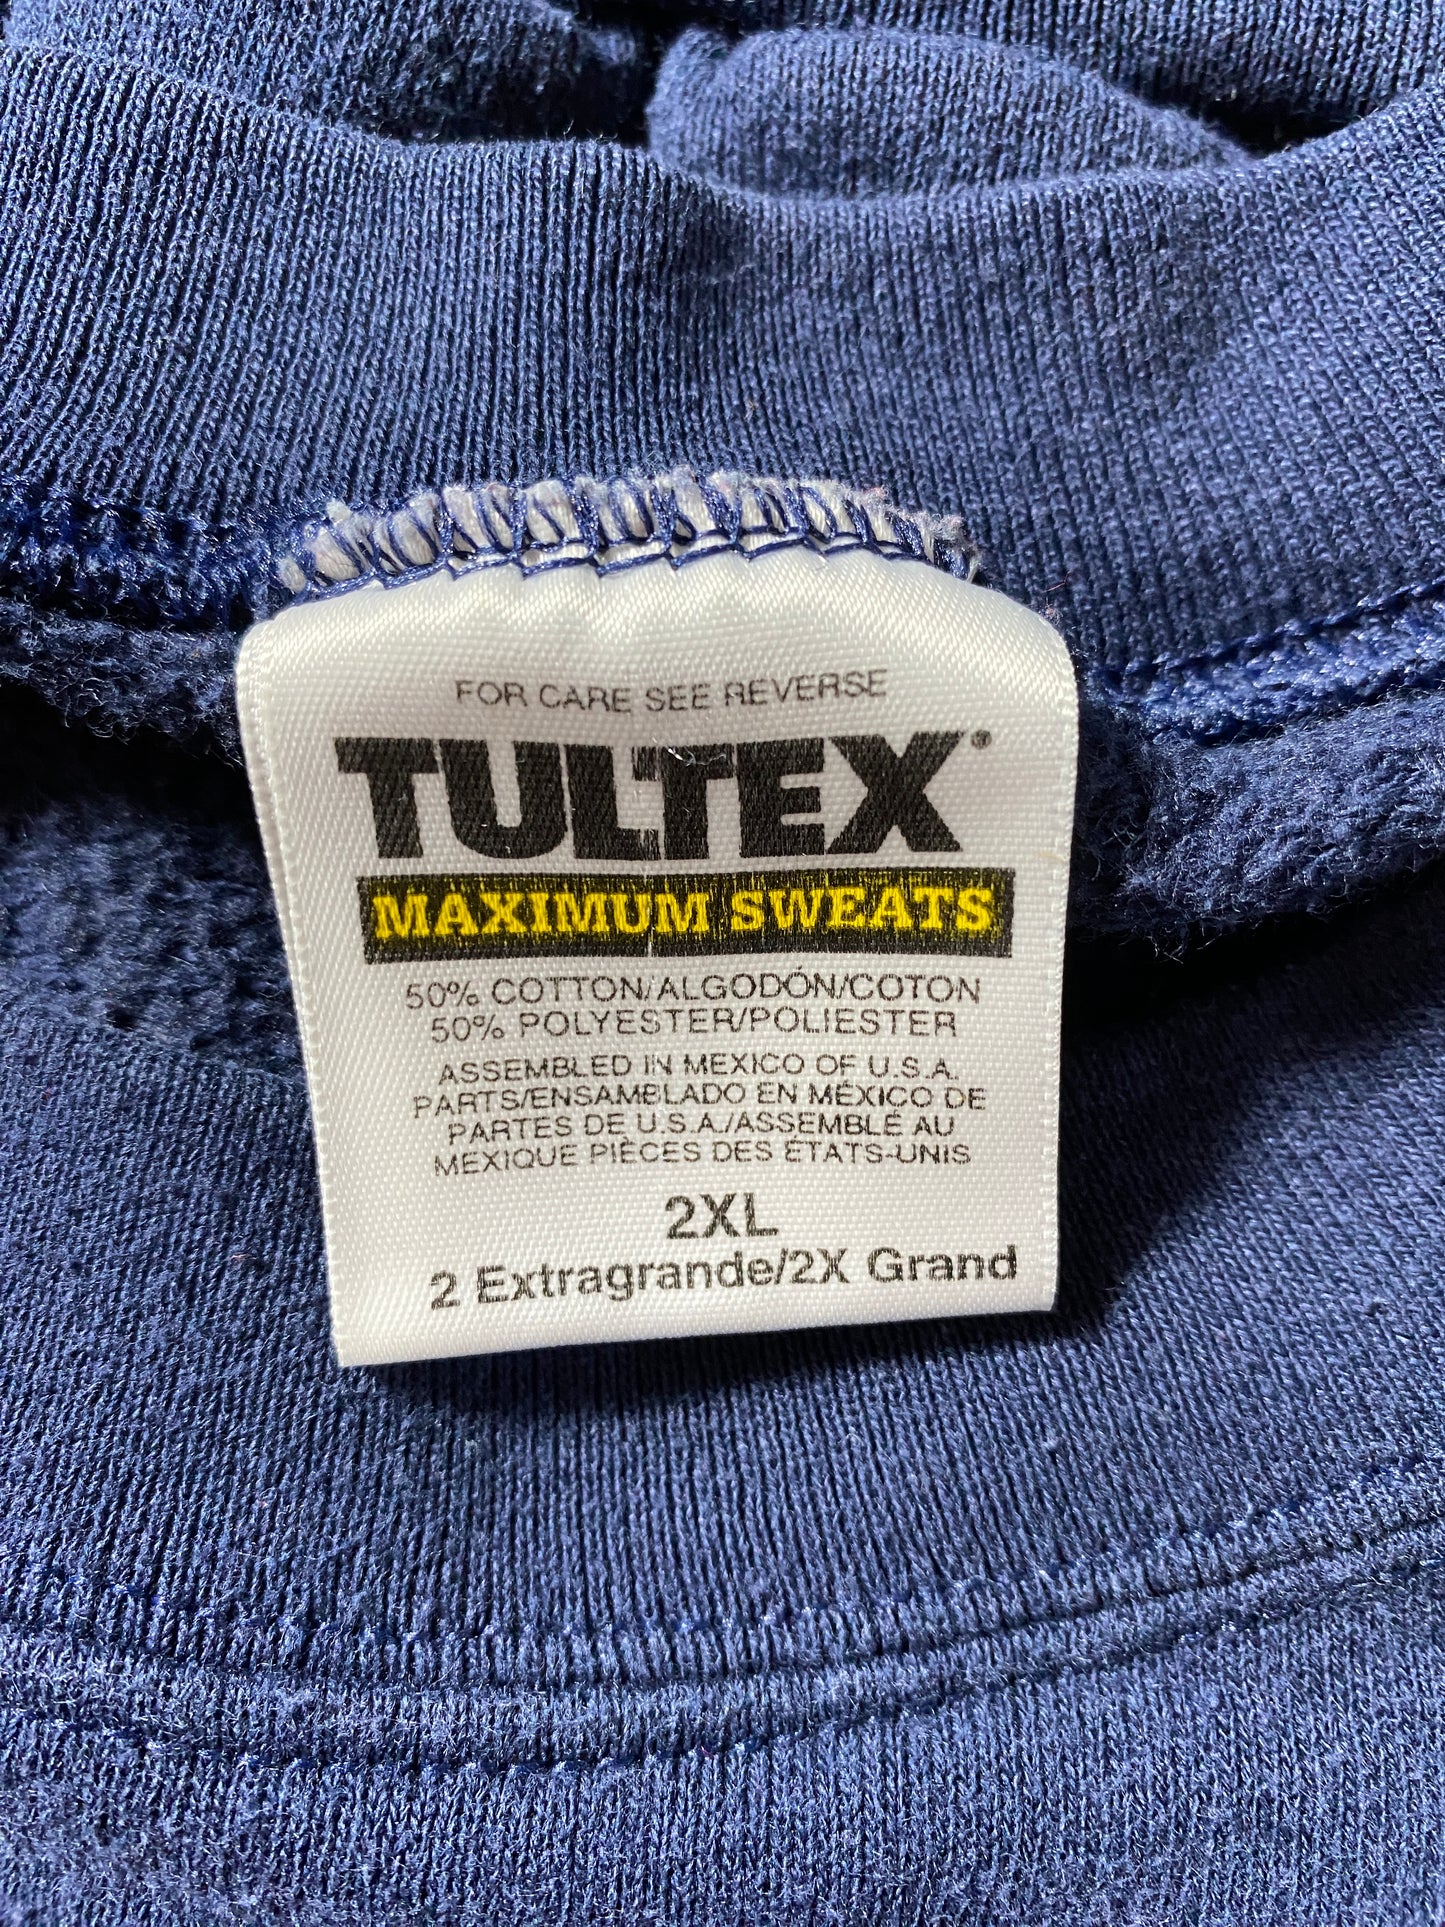 FOR CARE SEE REVERSE
TULTEX®
MAXIMUM SWEATS
50% COTTON/ALGODÓN/COTON
50% POLYESTER/POLIESTER
ASSEMBLED IN MEXICO OF U.S.A.
PARTS/ENSAMBLADO EN MÉXICO DE
PARTES DE U.S.A./ASSEMBLÉ AU
MEXIQUE PIÈCES DES ÉTATS-UNIS
2XL
2 Extragrande/2X Grand